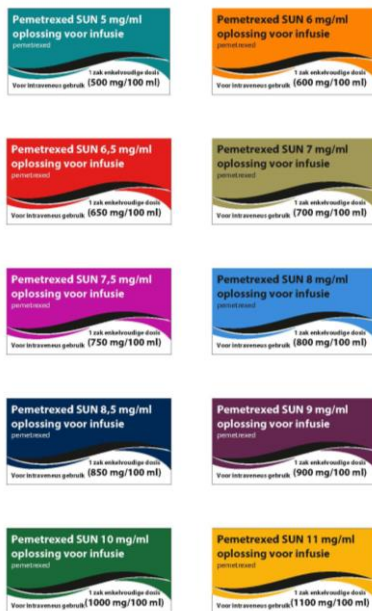 Pemetrexed SUN 5 mg/ml
oplossing voor infusie
pemetrexed
1 zak enkelvoudige dosis
Voor intraveneus gebruik (500 mg/100 ml)
Pemetrexed SUN 6 mg/ml
oplossing voor infusie
pemetrexed
1 zak enkelvoudige dosis
Voor intraveneus gebruik (600 mg/100 ml)
Pemetrexed SUN 6,5 mg/ml
oplossing voor infusie
pemetrexed
1 zak enkelvoudige dosis
Voor intraveneus gebruik (650 mg/100 ml)
Pemetrexed SUN 7 mg/ml
oplossing voor infusie
pemetrexed
1 zak enkelvoudige dosis
Voor intraveneus gebruik (700 mg/100 ml)
Pemetrexed SUN 7,5 mg/ml
oplossing voor infusie
pemetrexed
1 zak enkelvoudige dosis
Voor intraveneus gebruik (750 mg/100 ml)
Pemetrexed SUN 8 mg/ml
oplossing voor infusie
pemetrexed
1 zak enkelvoudige dosis
Voor intraveneus gebruik (800 mg/100 ml)
Pemetrexed SUN 8,5 mg/ml
oplossing voor infusie
pemetrexed
1 zak enkelvoudige dosis
Voor intraveneus gebruik (850 mg/100 ml)
Pemetrexed SUN 9 mg/ml
oplossing voor infusie
pemetrexed
1 zak enkelvoudige dosis
Voor intraveneus gebruik (900 mg/100 ml)
Pemetrexed SUN 10 mg/ml
oplossing voor infusie
pemetrexed
1 zak enkelvoudige dosis
Voor intraveneus gebruik (1000 mg/100 ml)
Pemetrexed SUN 11 mg/ml
oplossing voor infusie
pemetrexed
1 zak enkelvoudige dosis
Voor intraveneus gebruik (1100 mg/100 ml)